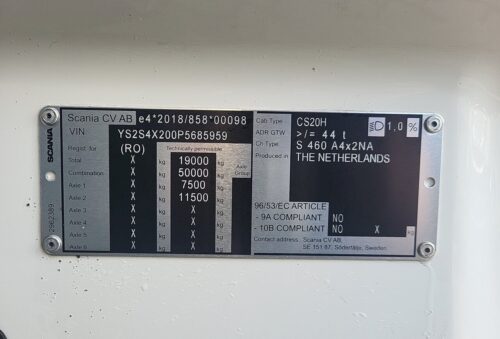 Scania CV AB e4*2018/858*00098
VIN YS2S4X200P5685959
Regist. for (RO) Technically permissible
Total X kg 19000
Combination X kg 50000 Axle Group
Axle 1 X kg 7500
Axle 2 X kg 11500
Axle 3 X kg X kg
Axle 4 X kg X kg
Axle 5 X kg X kg
Axle 6 X kg X kg
SCANIA
2962389
Cab Type CS20H 1,0 %
ADR GTW >/= 44 t
Ch Type S 460 A4x2NA
Produced in THE NETHERLANDS
96/53/EC ARTICLE
- 9A COMPLIANT NO
- 10B COMPLIANT NO X kg
Contact address: Scania CV AB,
SE 151 87, Södertälje, Sweden